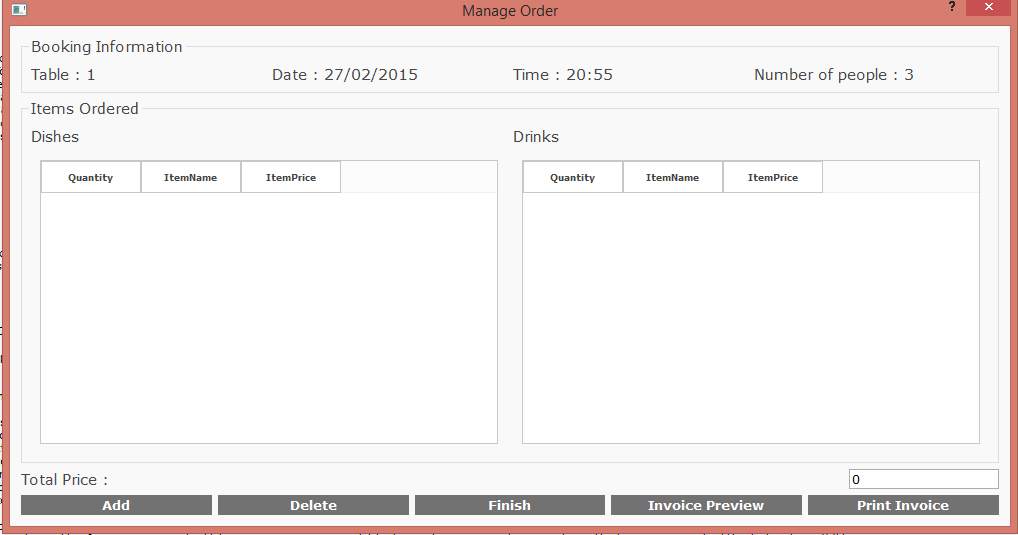 Manage Order
?
Booking Information
Table : 1 Date : 27/02/2015 Time : 20:55 Number of people : 3
Items Ordered
Dishes Drinks
Quantity ItemName ItemPrice Quantity ItemName ItemPrice
Total Price : 0
Add Delete Finish Invoice Preview Print Invoice